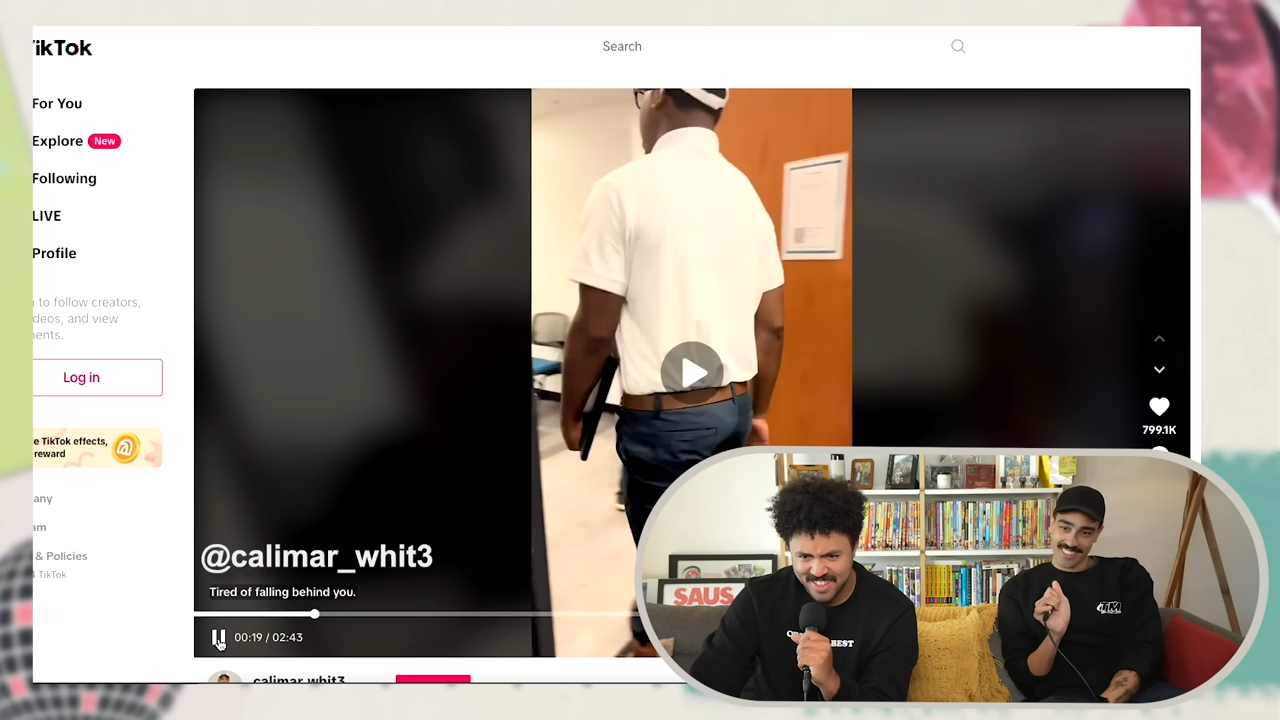 TikTok
Search
For You
Explore New
Following
LIVE
Profile
to follow creators,
deos, and view
ents.
Log in
e TikTok effects,
reward
any
am
& Policies
TikTok
799.1K
@calimar_whit3
Tired of falling behind you.
00:19 / 02:43
calimar_whit3
SAUS
BEST
TM